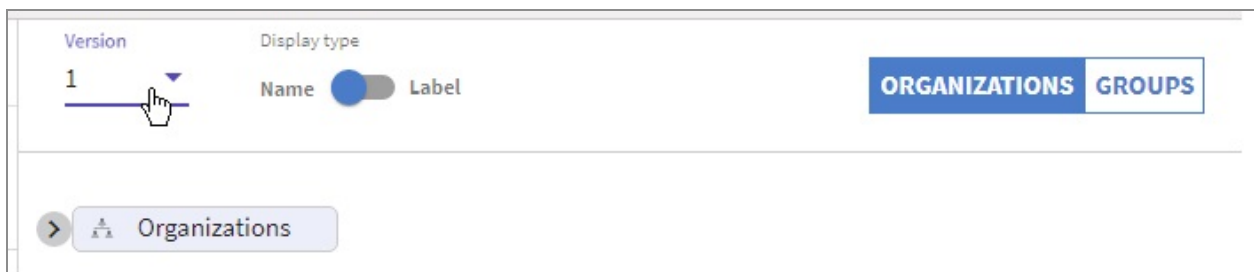 Version
Display type
1
Name
Label
ORGANIZATIONS
GROUPS
Organizations